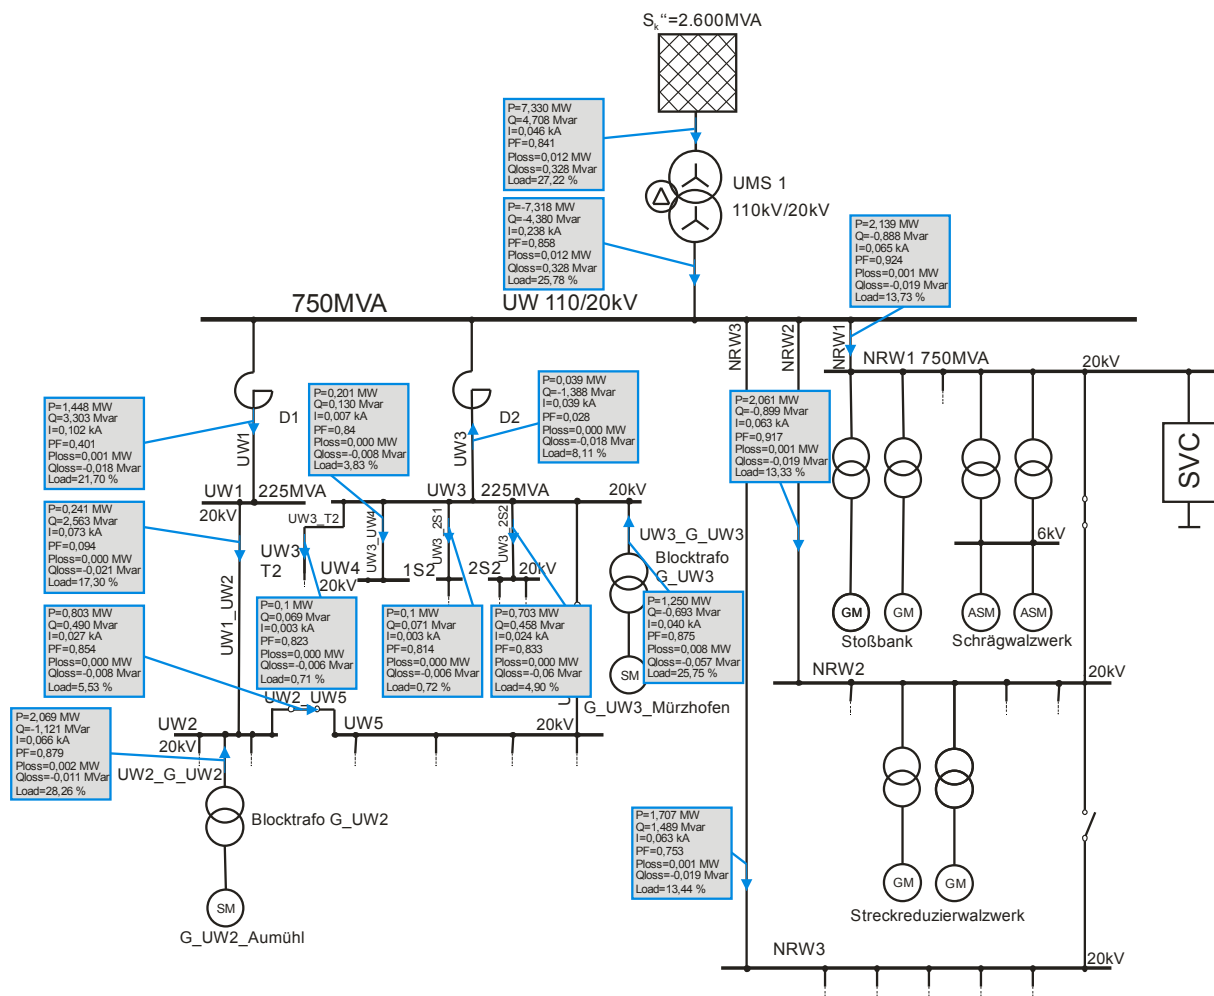 Sk"=2.600MVA
P=7,330 MW
Q=4,708 Mvar
I=0,046 kA
PF=0,841
Ploss=0,012 MW
Qloss=0,328 Mvar
Load=27,22 %
UMS 1
110kV/20kV
P=-7,318 MW
Q=-4,380 Mvar
I=0,238 kA
PF=0,858
Ploss=0,012 MW
Qloss=0,328 Mvar
Load=25,78 %
P=2,139 MW
Q=-0,888 Mvar
I=0,065 kA
PF=0,924
Ploss=0,001 MW
Qloss=-0,019 Mvar
Load=13,73 %
750MVA
UW 110/20kV
NRW3
NRW2
NRW1
NRW1 750MVA
20kV
P=1,448 MW
Q=3,303 Mvar
I=0,102 kA
PF=0,401
Ploss=0,001 MW
Qloss=-0,018 Mvar
Load=21,70 %
D1
UW1
P=0,201 MW
Q=0,130 Mvar
I=0,007 kA
PF=0,84
Ploss=0,000 MW
Qloss=-0,008 Mvar
Load=3,83 %
D2
UW3
P=0,039 MW
Q=-1,388 Mvar
I=0,039 kA
PF=0,028
Ploss=0,000 MW
Qloss=-0,018 Mvar
Load=8,11 %
P=2,061 MW
Q=-0,899 Mvar
I=0,063 kA
PF=0,917
Ploss=0,001 MW
Qloss=-0,019 Mvar
Load=13,33 %
SVC
UW1
225MVA
20kV
UW3
225MVA
20kV
P=0,241 MW
Q=2,563 Mvar
I=0,073 kA
PF=0,094
Ploss=0,000 MW
Qloss=-0,021 Mvar
Load=17,30 %
UW3_T2
UW3
T2
UW3_UW4
UW4
20kV
UW3_2S1
1S2
UW3_2S2
2S2
20kV
UW3_G_UW3
Blocktrafo
G_UW3
6kV
P=0,803 MW
Q=0,490 Mvar
I=0,027 kA
PF=0,854
Ploss=0,000 MW
Qloss=-0,008 Mvar
Load=5,53 %
UW1_UW2
P=0,1 MW
Q=0,069 Mvar
I=0,003 kA
PF=0,823
Ploss=0,000 MW
Qloss=-0,006 Mvar
Load=0,71 %
P=0,1 MW
Q=0,071 Mvar
I=0,003 kA
PF=0,814
Ploss=0,000 MW
Qloss=-0,006 Mvar
Load=0,72 %
P=0,703 MW
Q=0,458 Mvar
I=0,024 kA
PF=0,833
Ploss=0,000 MW
Qloss=-0,06 Mvar
Load=4,90 %
P=1,250 MW
Q=-0,693 Mvar
I=0,040 kA
PF=0,875
Ploss=0,008 MW
Qloss=-0,057 Mvar
Load=25,75 %
GM
GM
ASM
ASM
Stoßbank
Schrägwalzwerk
SM
G_UW3_Mürzhofen
NRW2
20kV
UW2_UW5
U
P=2,069 MW
Q=-1,121 MVar
I=0,066 kA
PF=0,879
Ploss=0,002 MW
Qloss=-0,011 MVar
Load=28,26 %
UW2
20kV
UW5
20kV
UW2_G_UW2
Blocktrafo G_UW2
P=1,707 MW
Q=1,489 Mvar
I=0,063 kA
PF=0,753
Ploss=0,001 MW
Qloss=-0,019 Mvar
Load=13,44 %
GM
GM
Streckreduzierwalzwerk
SM
G_UW2_Aumühl
NRW3
20kV